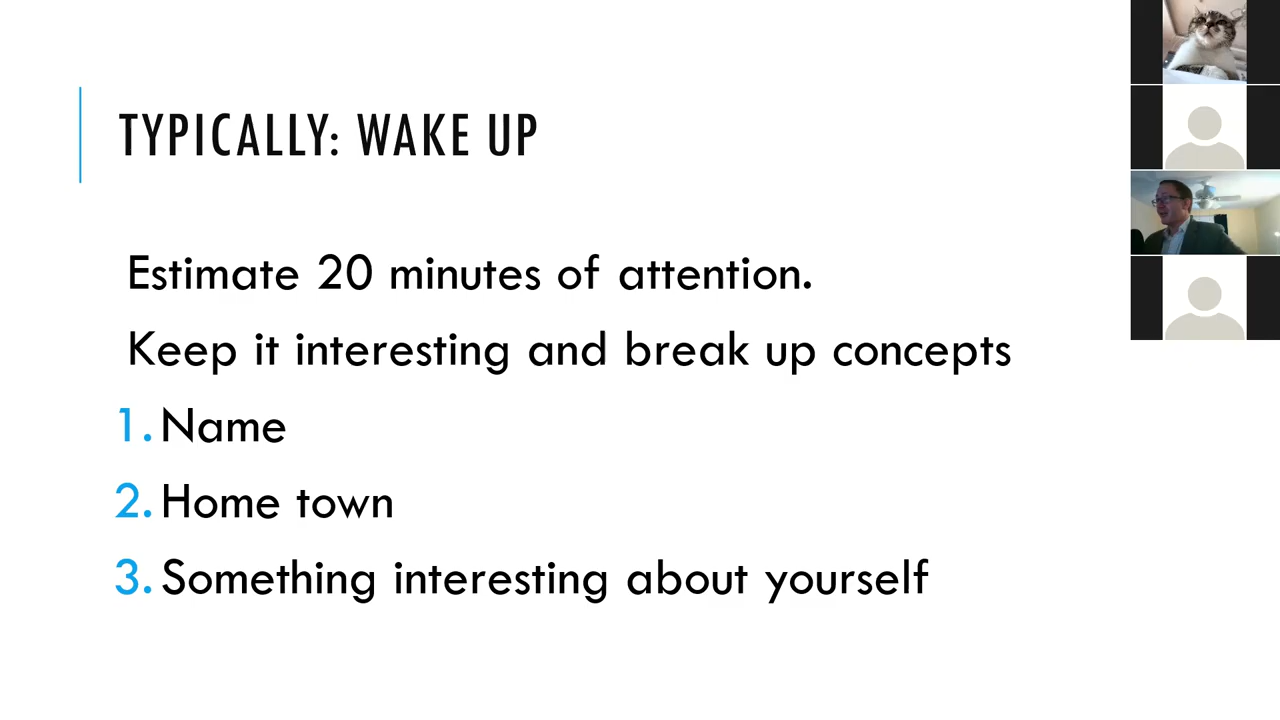 TYPICALLY: WAKE UP
Estimate 20 minutes of attention.
Keep it interesting and break up concepts
1. Name
2. Home town
3. Something interesting about yourself